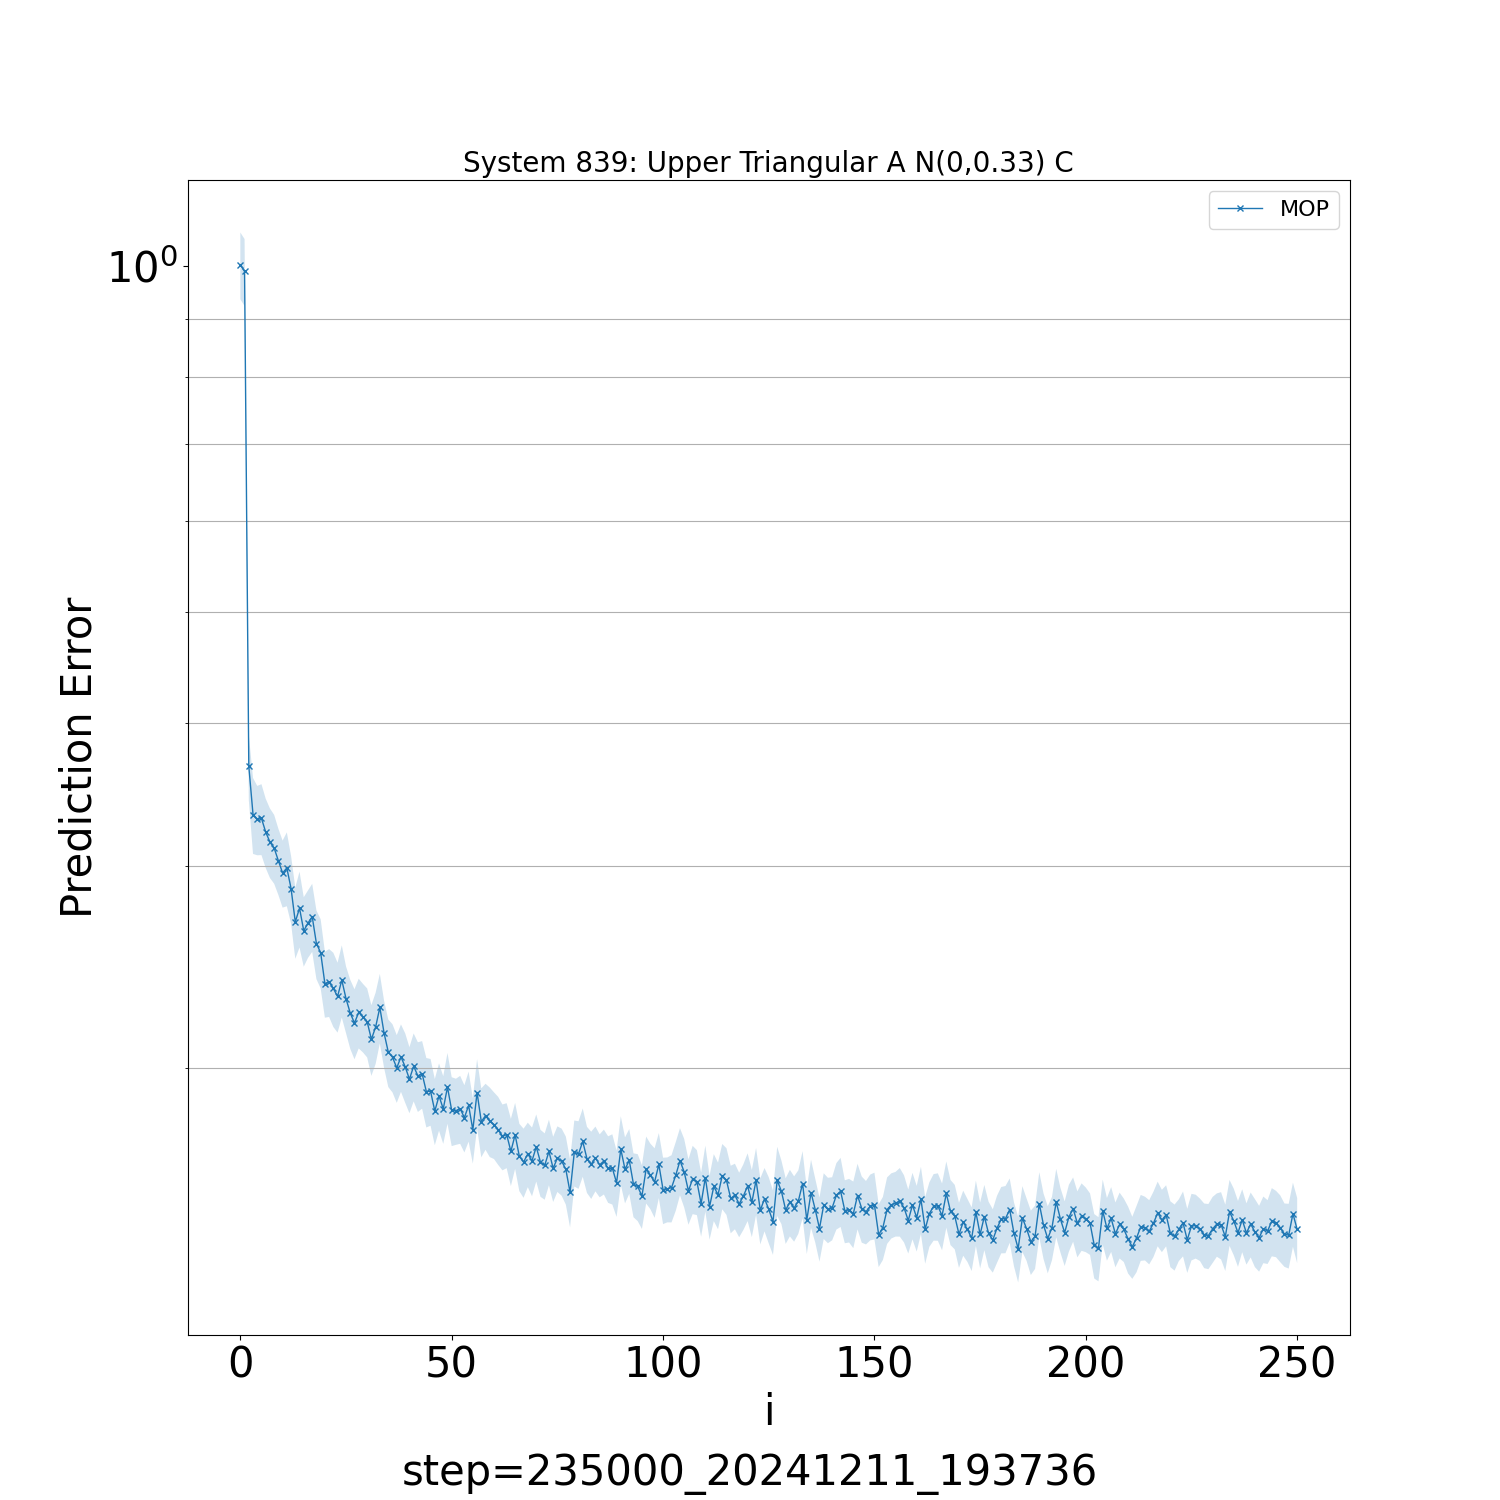 System 839: Upper Triangular A N(0,0.33) C
MOP
10⁰
Prediction Error
0 50 100 150 200 250
i
step=235000_20241211_193736